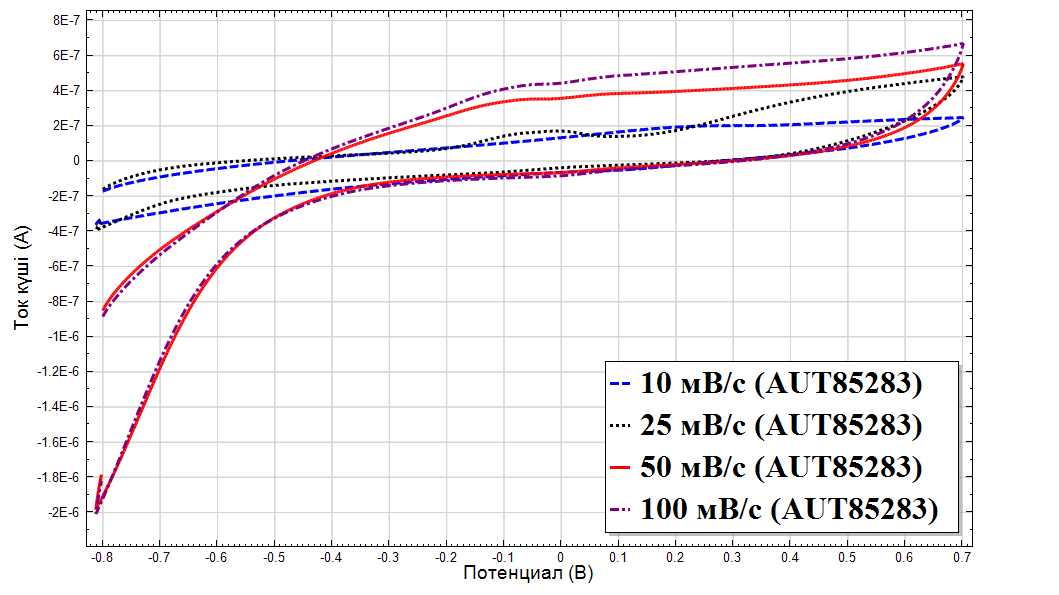 8E-7
6E-7
4E-7
2E-7
0
-2E-7
-4E-7
-6E-7
-8E-7
-1E-6
-1.2E-6
-1.4E-6
-1.6E-6
-1.8E-6
-2E-6
Ток күші (А)
10 мВ/с (AUT85283)
25 мВ/с (AUT85283)
50 мВ/с (AUT85283)
100 мВ/с (AUT85283)
-0.8 -0.7 -0.6 -0.5 -0.4 -0.3 -0.2 -0.1 0 0.1 0.2 0.3 0.4 0.5 0.6 0.7
Потенциал (В)